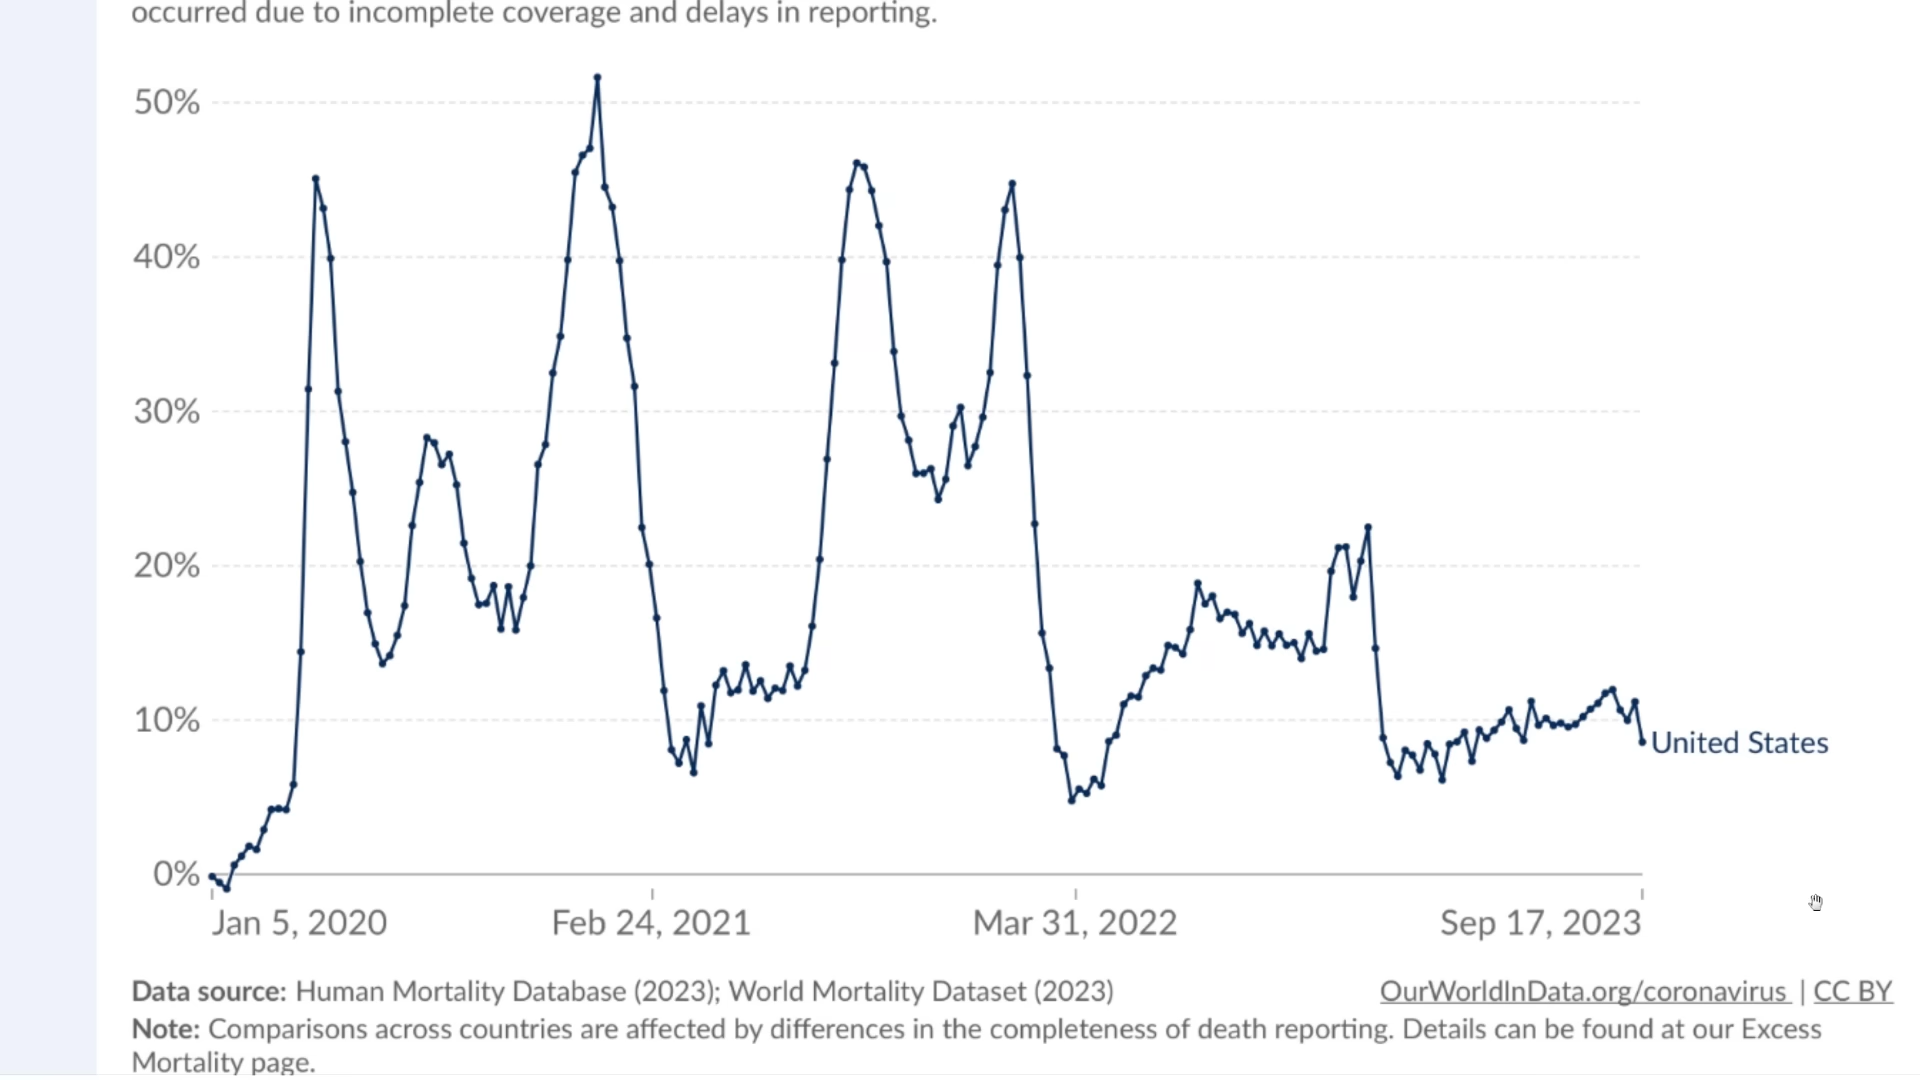 occurred due to incomplete coverage and delays in reporting.
50%
40%
30%
20%
10%
0%
United States
Jan 5, 2020
Feb 24, 2021
Mar 31, 2022
Sep 17, 2023
Data source: Human Mortality Database (2023); World Mortality Dataset (2023)
OurWorldInData.org/coronavirus | CC BY
Note: Comparisons across countries are affected by differences in the completeness of death reporting. Details can be found at our Excess
Mortality page.